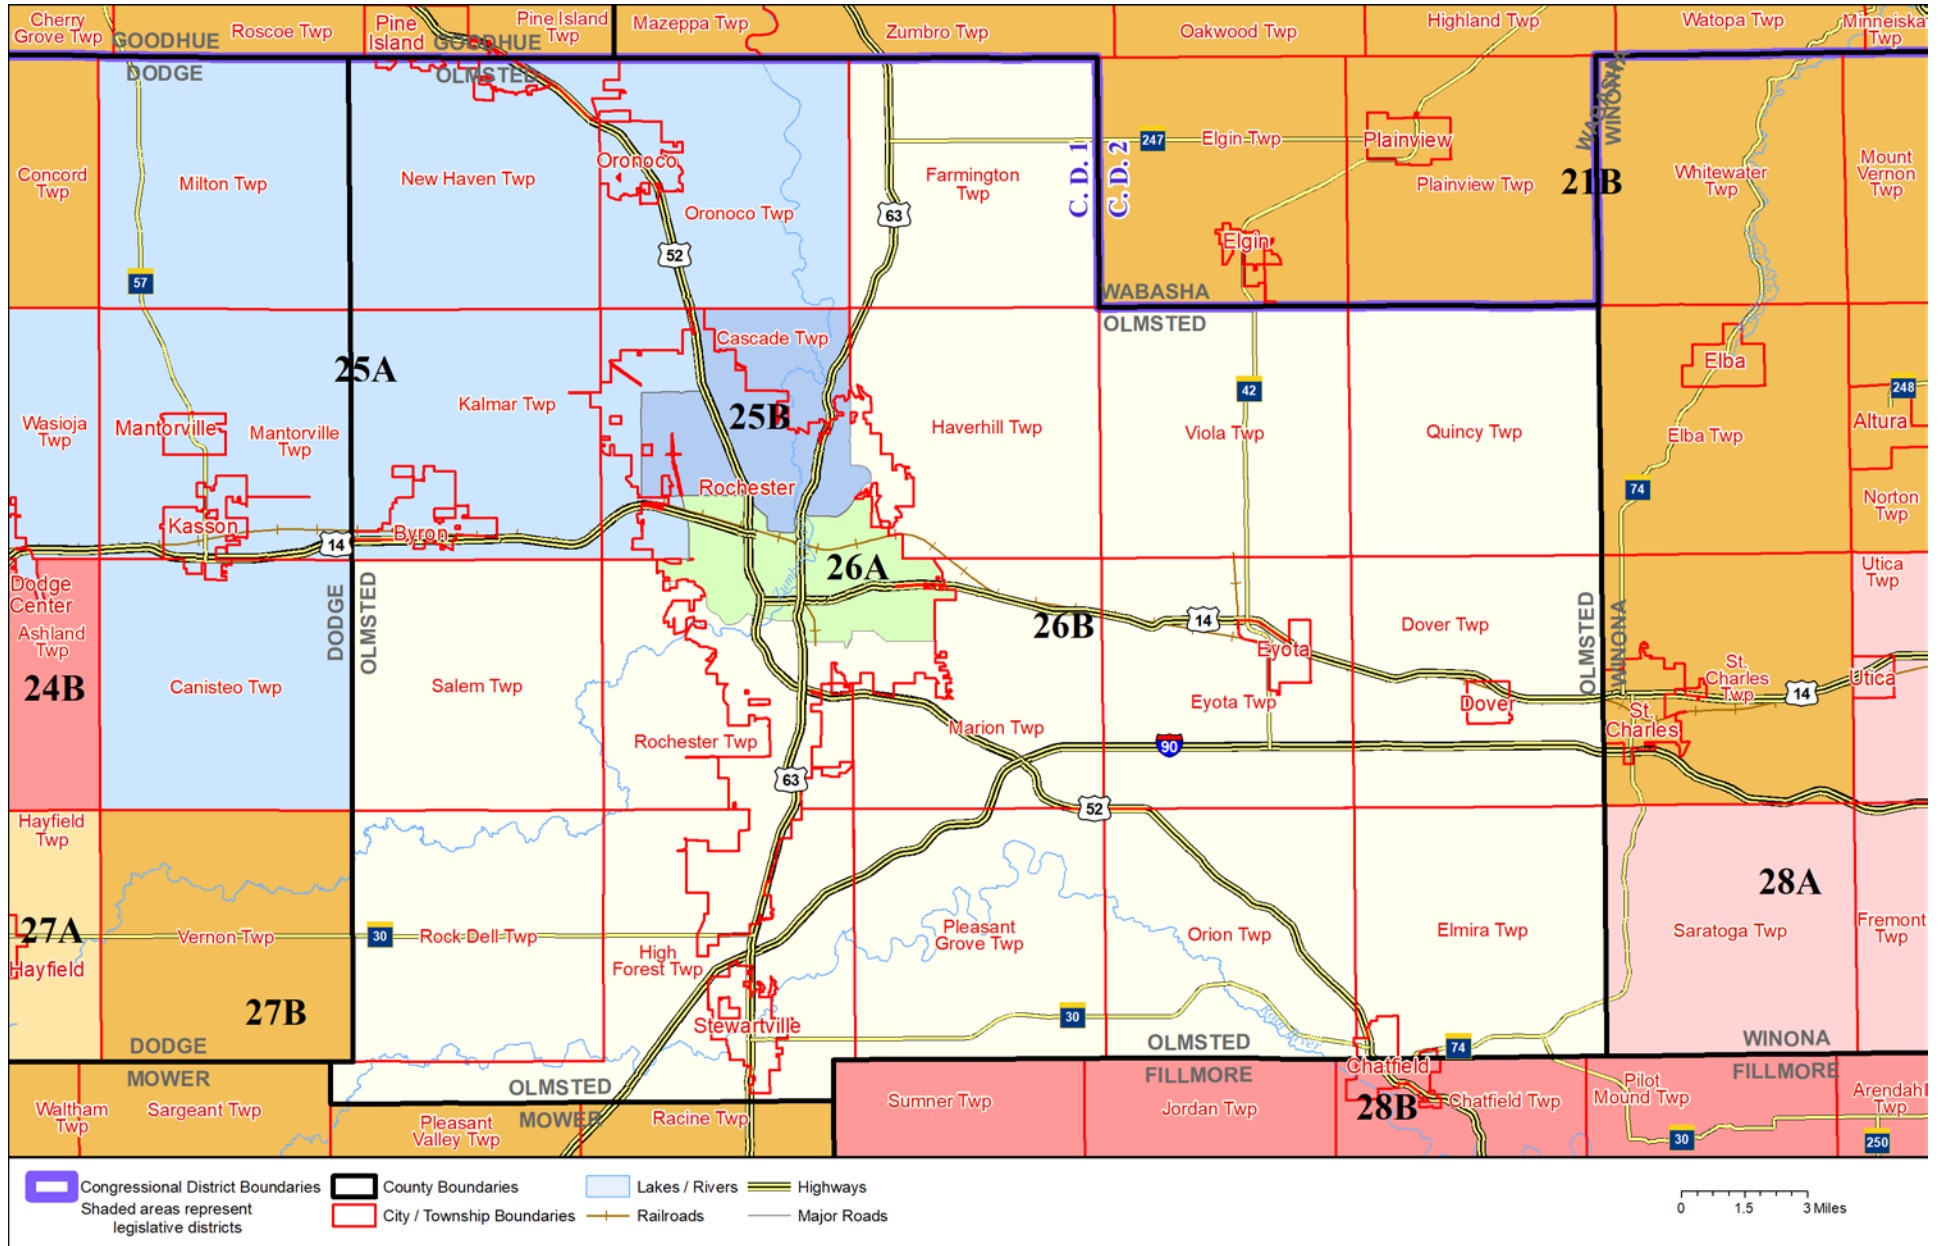 Cherry
Grove Twp
GOODHUE
Roscoe Twp
Pine
Island
GOODHUE
Pine Island
Twp
Mazeppa Twp
Zumbro Twp
Oakwood Twp
Highland Twp
Watopa Twp
Minneiska
Twp
DODGE
OLMSTED
WABASHA
WINONA
Concord
Twp
Milton Twp
New Haven Twp
Oronoco
Oronoco Twp
Farmington
Twp
C. D. 1
C. D. 2
247
Elgin Twp
Plainview
Plainview Twp
21B
Whitewater
Twp
Mount
Vernon
Twp
63
52
57
Elgin
WABASHA
OLMSTED
Cascade Twp
25A
25B
Kalmar Twp
Wasioja
Twp
Mantorville
Mantorville
Twp
Haverhill Twp
42
Viola Twp
Quincy Twp
Elba
248
Altura
Elba Twp
74
Norton
Twp
Rochester
Kasson
Byron
14
26A
Zumbro
Utica
Twp
Dodge
Center
Ashland
Twp
24B
DODGE
OLMSTED
Canisteo Twp
Salem Twp
26B
14
Dover Twp
Eyota
Eyota Twp
Dover
OLMSTED
WINONA
St.
Charles
Twp
14
Utica
St.
Charles
Marion Twp
Rochester Twp
63
90
52
Hayfield
Twp
27A
Hayfield
Vernon Twp
30
Rock Dell Twp
High
Forest Twp
Pleasant
Grove Twp
Orion Twp
Elmira Twp
28A
Saratoga Twp
Fremont
Twp
27B
Stewartville
30
Root River
DODGE
MOWER
OLMSTED
MOWER
OLMSTED
FILLMORE
74
WINONA
FILLMORE
Chatfield
28B
Chatfield Twp
Pilot
Mound Twp
Arendahl
Twp
Waltham
Twp
Sargeant Twp
Pleasant
Valley Twp
Racine Twp
Sumner Twp
Jordan Twp
30
250
Congressional District Boundaries
Shaded areas represent
legislative districts
County Boundaries
City / Township Boundaries
Lakes / Rivers
Railroads
Highways
Major Roads
0 1.5 3 Miles